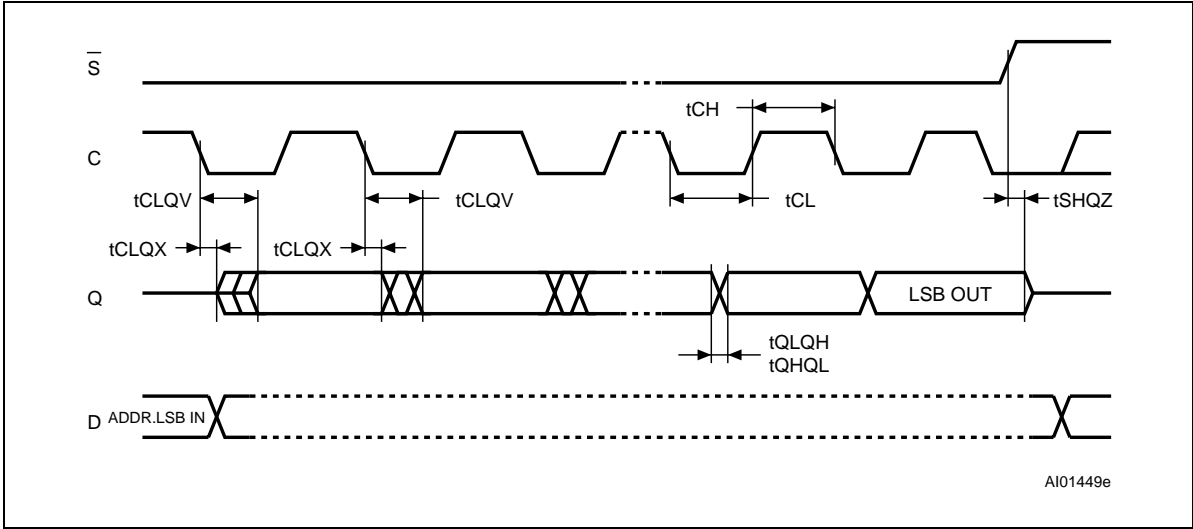 S
tCH
C
tCLQV
tCLQV
tCL
tSHQZ
tCLQX
tCLQX
Q
LSB OUT
tQLQH
tQHQL
D
ADDR.LSB IN
AI01449e